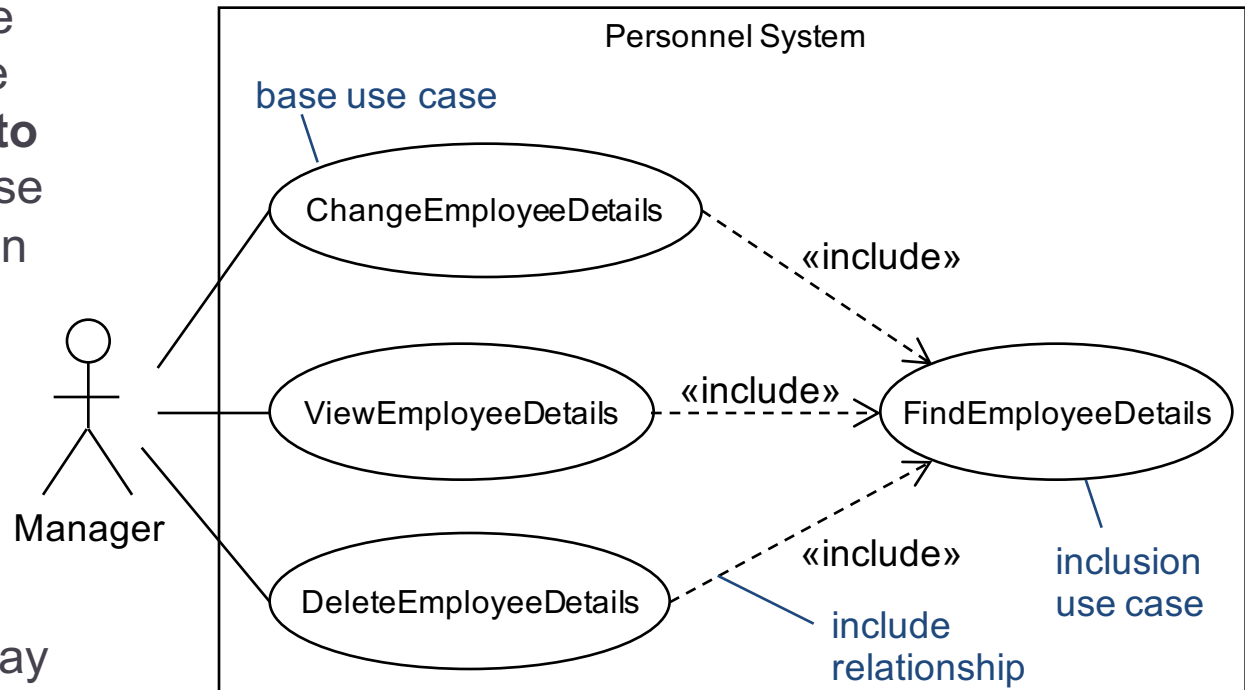 e
e
to
se
n
ay
Personnel System
base use case
ChangeEmployeeDetails
«include»
ViewEmployeeDetails
«include»
FindEmployeeDetails
Manager
DeleteEmployeeDetails
«include»
include
relationship
inclusion
use case